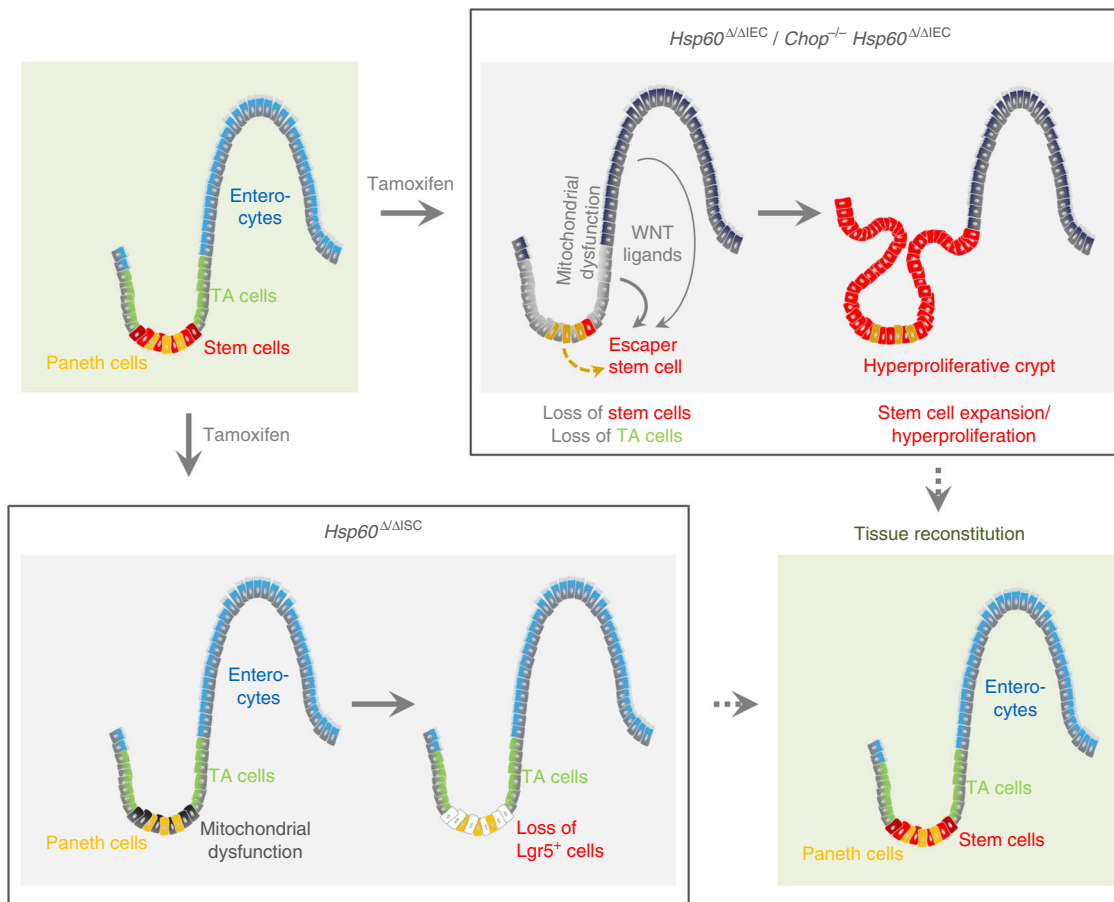 Hsp60Δ/ΔIEC / Chop–/– Hsp60Δ/ΔIEC
Entero-
cytes
TA cells
Stem cells
Paneth cells
Tamoxifen
Mitochondrial
dysfunction
WNT
ligands
Escaper
stem cell
Loss of stem cells
Loss of TA cells
Hyperproliferative crypt
Stem cell expansion/
hyperproliferation
Tamoxifen
Hsp60Δ/ΔISC
Entero-
cytes
TA cells
Paneth cells
Mitochondrial
dysfunction
TA cells
Loss of
Lgr5+ cells
Tissue reconstitution
Entero-
cytes
TA cells
Stem cells
Paneth cells